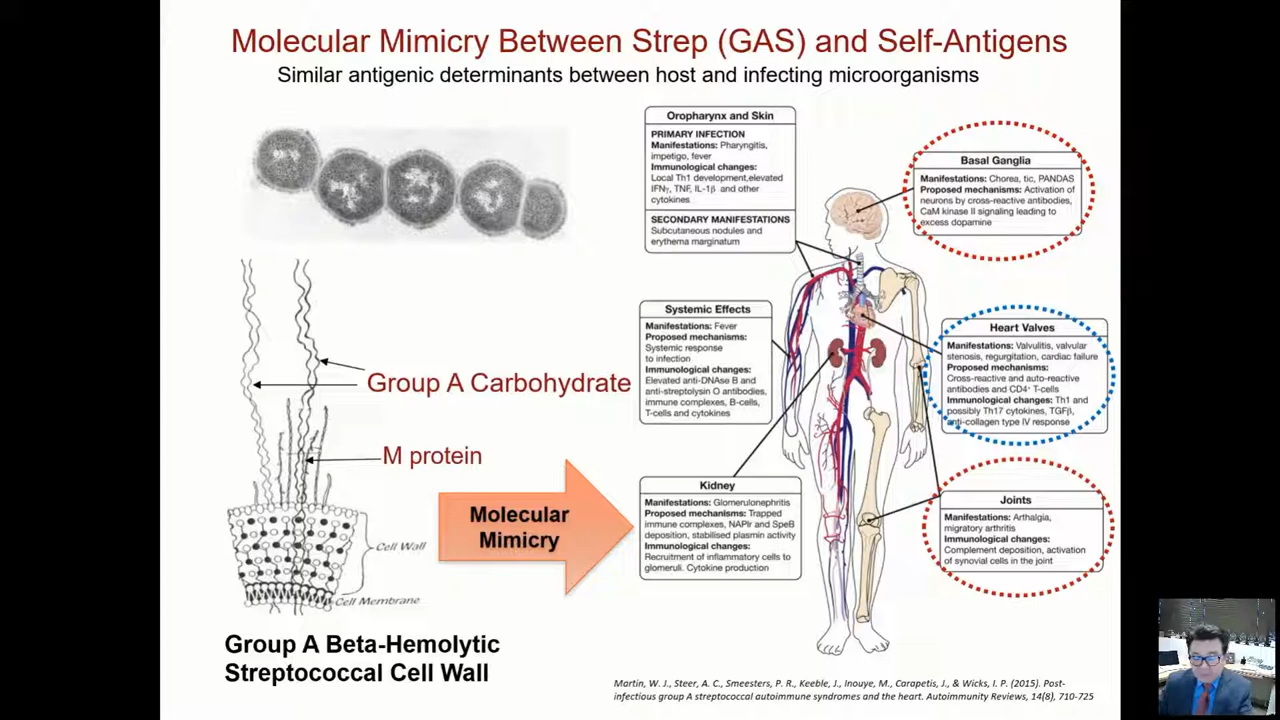 Molecular Mimicry Between Strep (GAS) and Self-Antigens
Similar antigenic determinants between host and infecting microorganisms
Group A Carbohydrate
M protein
Cell Wall
Cell Membrane
Group A Beta-Hemolytic
Streptococcal Cell Wall
Molecular
Mimicry
Oropharynx and Skin
PRIMARY INFECTION
Manifestations: Pharyngitis,
impetigo, fever
Immunological changes:
Local Th1 development,elevated
IFNγ, TNF, IL-1β and other
cytokines
SECONDARY MANIFESTATIONS
Subcutaneous nodules and
erythema marginatum
Systemic Effects
Manifestations: Fever
Proposed mechanisms:
Systemic response
to infection
Immunological changes:
Elevated anti-DNAse B and
anti-streptolysin O antibodies,
immune complexes, B-cells,
T-cells and cytokines
Kidney
Manifestations: Glomerulonephritis
Proposed mechanisms: Trapped
immune complexes, NAPlr and SpeB
deposition, stabilised plasmin activity
Immunological changes:
Recruitment of inflammatory cells to
glomeruli. Cytokine production
Basal Ganglia
Manifestations: Chorea, tic, PANDAS
Proposed mechanisms: Activation of
neurons by cross-reactive antibodies,
CaM kinase II signaling leading to
excess dopamine
Heart Valves
Manifestations: Valvulitis, valvular
stenosis, regurgitation, cardiac failure
Proposed mechanisms:
Cross-reactive and auto-reactive
antibodies and CD4⁺ T-cells
Immunological changes: Th1 and
possibly Th17 cytokines, TGFβ,
anti-collagen type IV response
Joints
Manifestations: Arthalgia,
migratory arthritis
Immunological changes:
Complement deposition, activation
of synovial cells in the joint
Martin, W. J., Steer, A. C., Smeesters, P. R., Keeble, J., Inouye, M., Carapetis, J., & Wicks, I. P. (2015). Post-
infectious group A streptococcal autoimmune syndromes and the heart. Autoimmunity Reviews, 14(8), 710-725